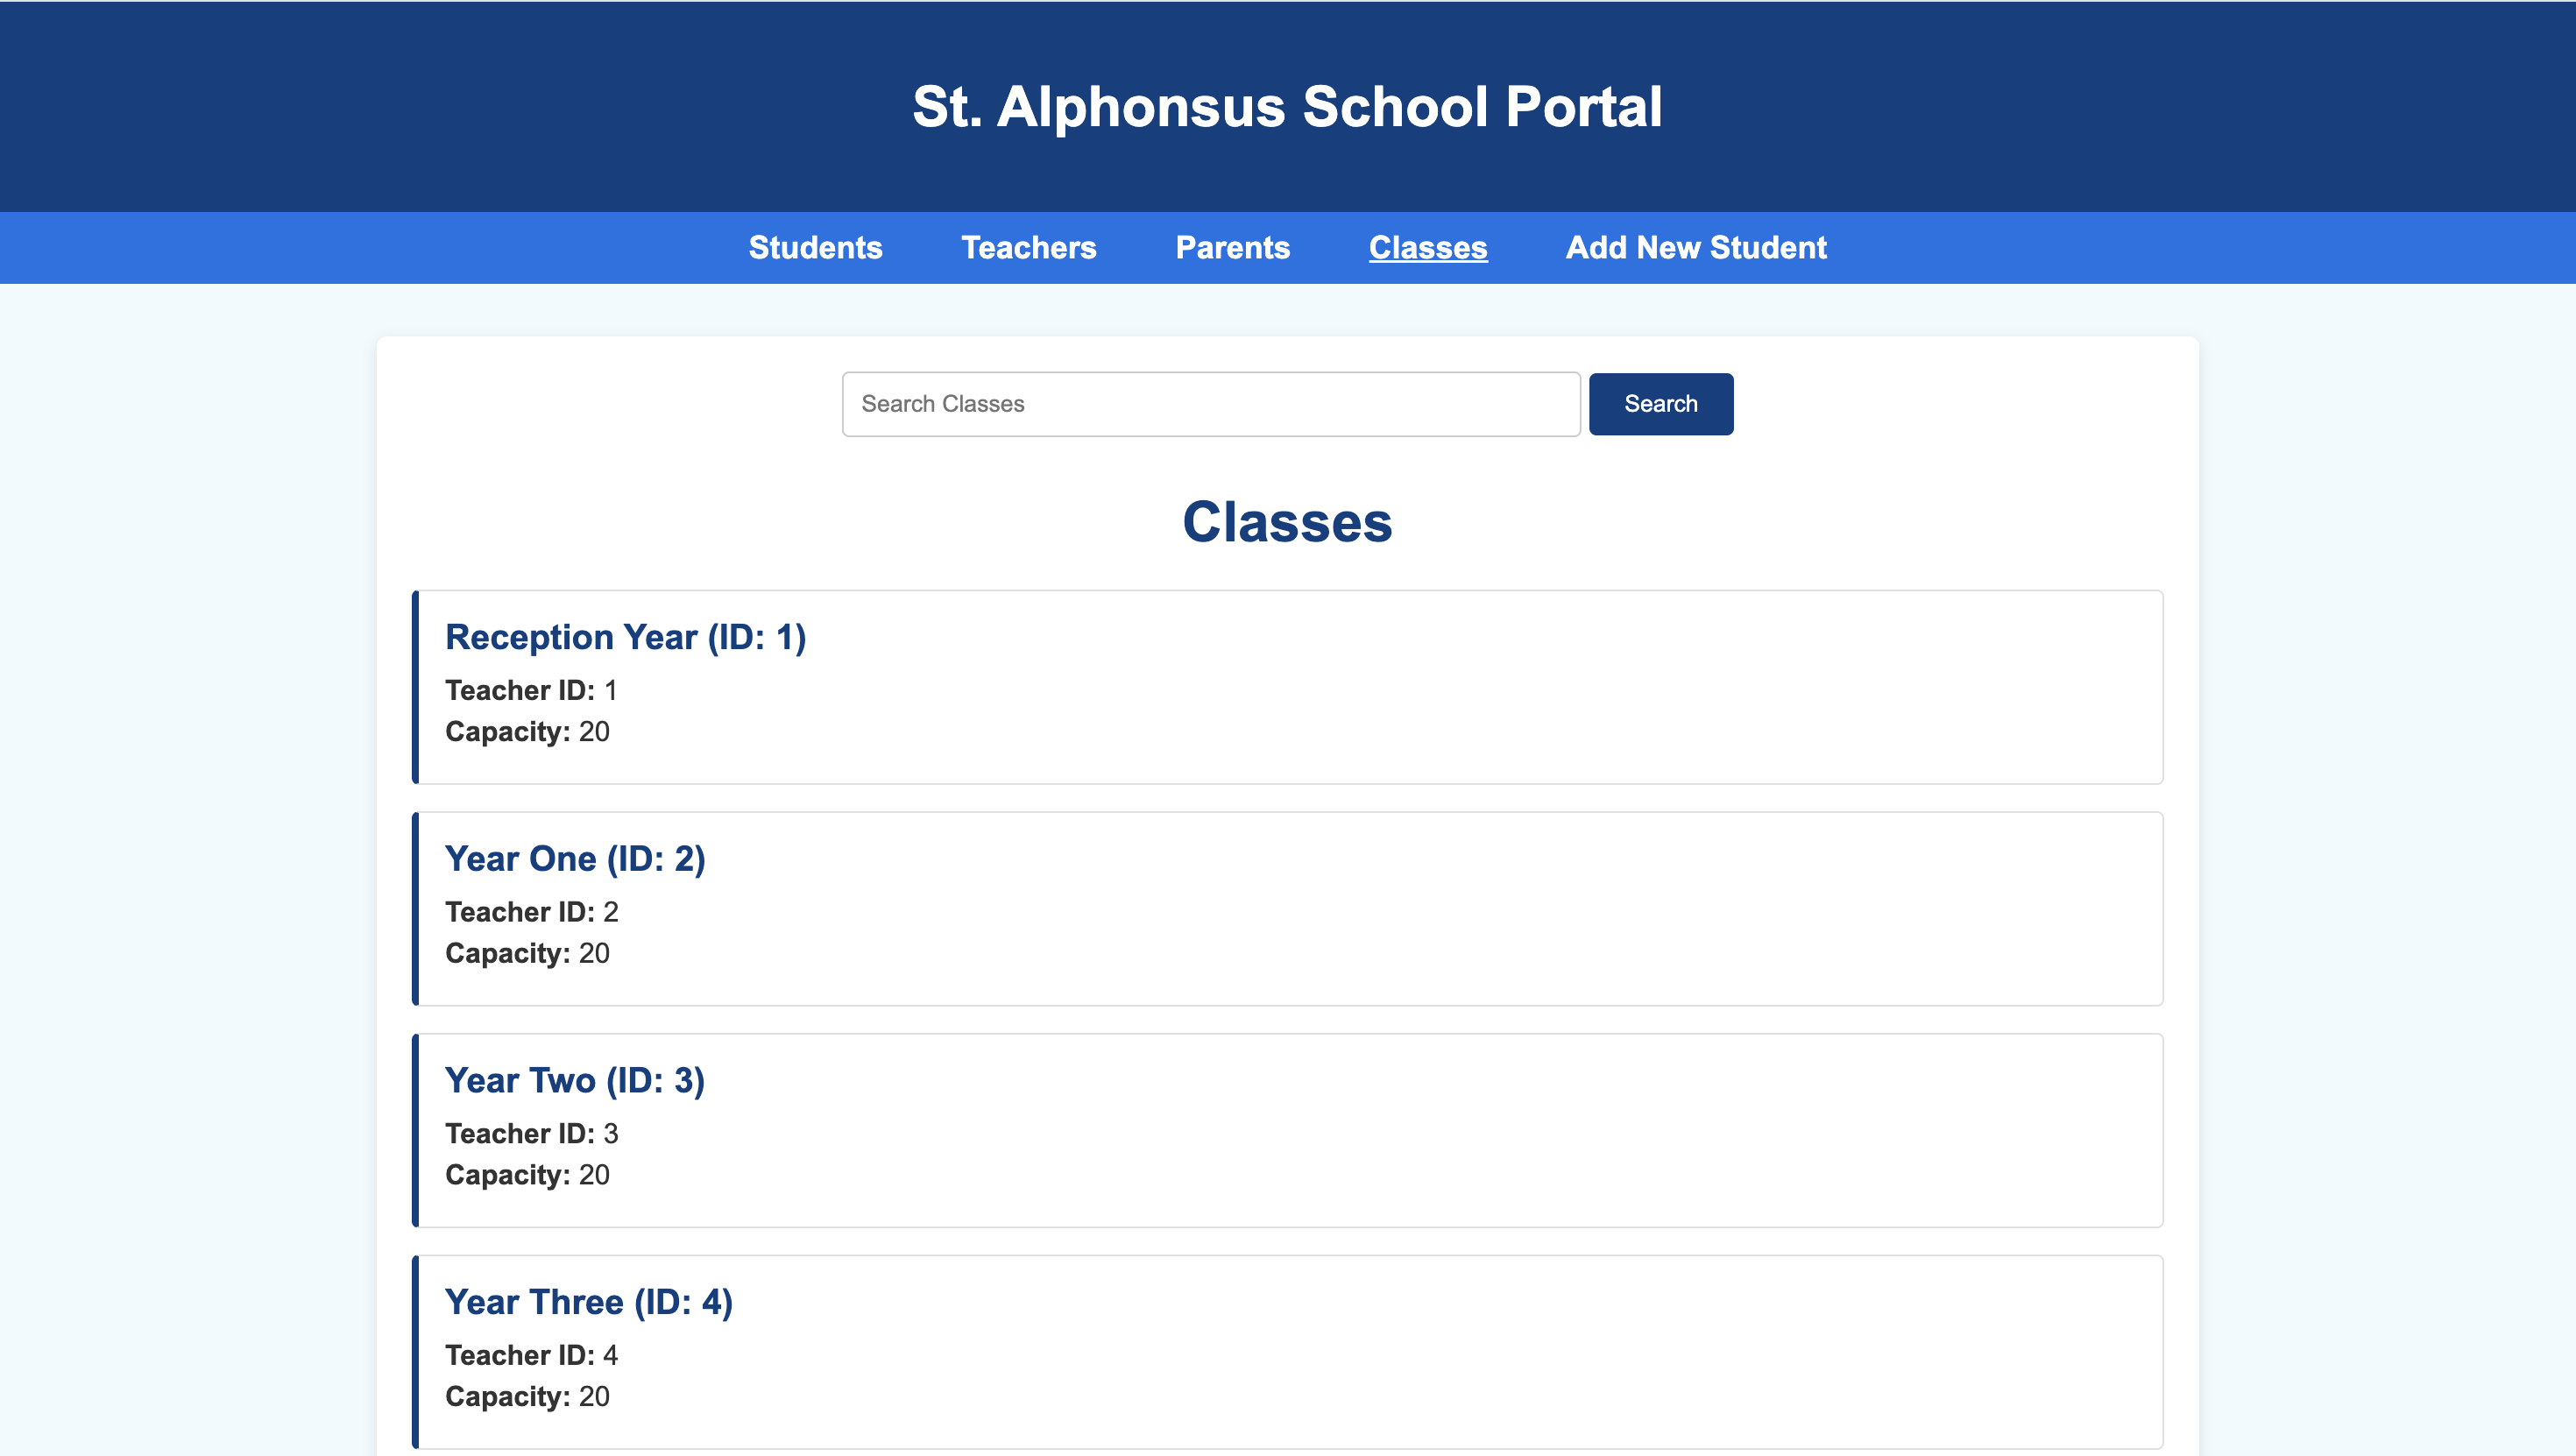 St. Alphonsus School Portal
Students Teachers Parents Classes Add New Student
Search Classes Search
Classes
Reception Year (ID: 1)
Teacher ID: 1
Capacity: 20
Year One (ID: 2)
Teacher ID: 2
Capacity: 20
Year Two (ID: 3)
Teacher ID: 3
Capacity: 20
Year Three (ID: 4)
Teacher ID: 4
Capacity: 20